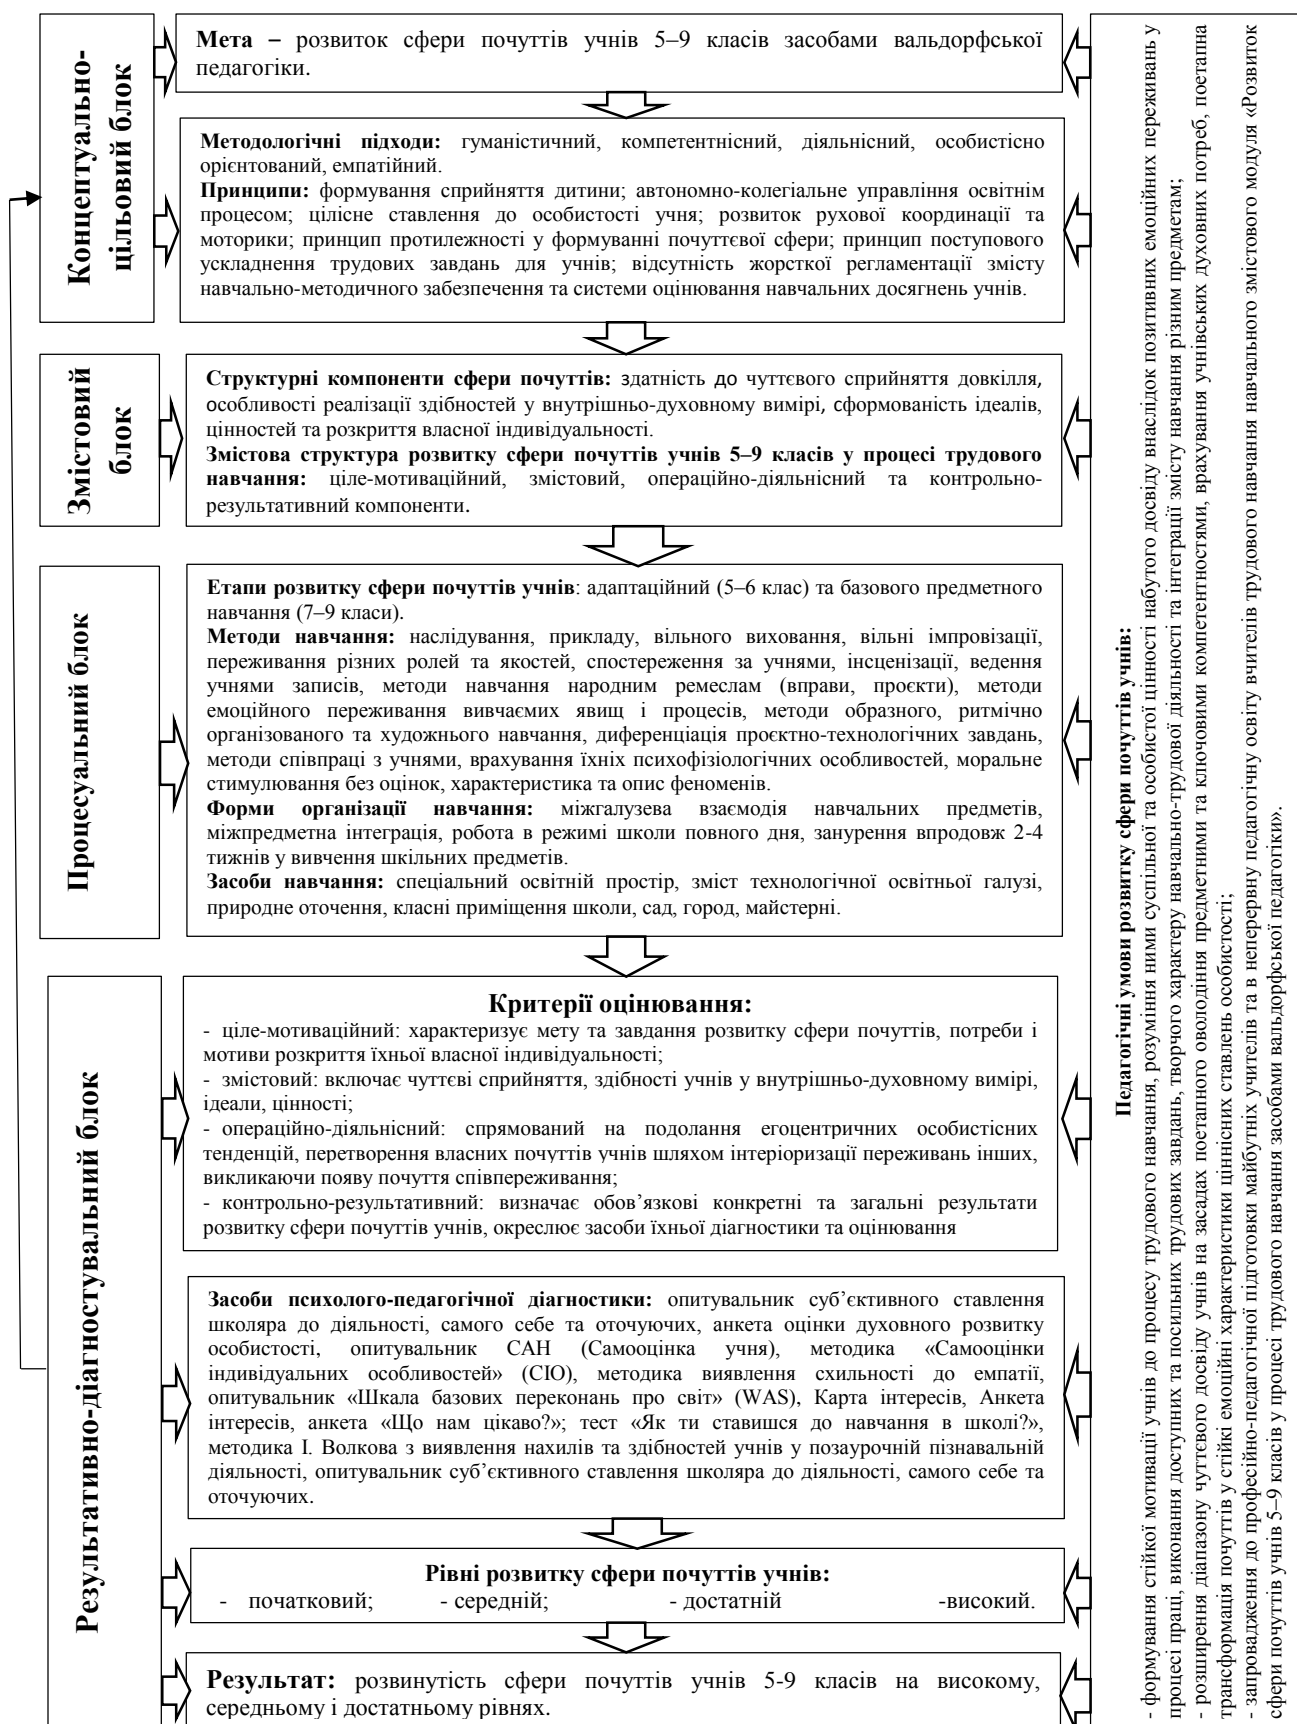 Концептуально-
цільовий блок
Мета – розвиток сфери почуттів учнів 5–9 класів засобами вальдорфської
педагогіки.
Методологічні підходи: гуманістичний, компетентнісний, діяльнісний, особистісно
орієнтований, емпатійний.
Принципи: формування сприйняття дитини; автономно-колегіальне управління освітнім
процесом; цілісне ставлення до особистості учня; розвиток рухової координації та
моторики; принцип протилежності у формуванні почуттєвої сфери; принцип поступового
ускладнення трудових завдань для учнів; відсутність жорсткої регламентації змісту
навчально-методичного забезпечення та системи оцінювання навчальних досягнень учнів.
Змістовий
блок
Структурні компоненти сфери почуттів: здатність до чуттєвого сприйняття довкілля,
особливості реалізації здібностей у внутрішньо-духовному вимірі, сформованість ідеалів,
цінностей та розкриття власної індивідуальності.
Змістова структура розвитку сфери почуттів учнів 5–9 класів у процесі трудового
навчання: ціле-мотиваційний, змістовий, операційно-діяльнісний та контрольно-
результативний компоненти.
Процесуальний блок
Етапи розвитку сфери почуттів учнів: адаптаційний (5–6 клас) та базового предметного
навчання (7–9 класи).
Методи навчання: наслідування, прикладу, вільного виховання, вільні імпровізації,
переживання різних ролей та якостей, спостереження за учнями, інсценізації, ведення
учнями записів, методи навчання народним ремеслам (вправи, проєкти), методи
емоційного переживання вивчаємих явищ і процесів, методи образного, ритмічно
організованого та художнього навчання, диференціація проєктно-технологічних завдань,
методи співпраці з учнями, врахування їхніх психофізіологічних особливостей, моральне
стимулювання без оцінок, характеристика та опис феноменів.
Форми організації навчання: міжгалузева взаємодія навчальних предметів,
міжпредметна інтеграція, робота в режимі школи повного дня, занурення впродовж 2-4
тижнів у вивчення шкільних предметів.
Засоби навчання: спеціальний освітній простір, зміст технологічної освітньої галузі,
природне оточення, класні приміщення школи, сад, город, майстерні.
Результативно-діагностувальний блок
Критерії оцінювання:
- ціле-мотиваційний: характеризує мету та завдання розвитку сфери почуттів, потреби і
мотиви розкриття їхньої власної індивідуальності;
- змістовий: включає чуттєві сприйняття, здібності учнів у внутрішньо-духовному вимірі,
ідеали, цінності;
- операційно-діяльнісний: спрямований на подолання егоцентричних особистісних
тенденцій, перетворення власних почуттів учнів шляхом інтеріоризації переживань інших,
викликаючи появу почуття співпереживання;
- контрольно-результативний: визначає обов’язкові конкретні та загальні результати
розвитку сфери почуттів учнів, окреслює засоби їхньої діагностики та оцінювання
Засоби психолого-педагогічної діагностики: опитувальник суб’єктивного ставлення
школяра до діяльності, самого себе та оточуючих, анкета оцінки духовного розвитку
особистості, опитувальник САН (Самооцінка учня), методика «Самооцінки
індивідуальних особливостей» (СІО), методика виявлення схильності до емпатії,
опитувальник «Шкала базових переконань про світ» (WAS), Карта інтересів, Анкета
інтересів, анкета «Що нам цікаво?»; тест «Як ти ставишся до навчання в школі?»,
методика І. Волкова з виявлення нахилів та здібностей учнів у позаурочній пізнавальній
діяльності, опитувальник суб’єктивного ставлення школяра до діяльності, самого себе та
оточуючих.
Рівні розвитку сфери почуттів учнів:
- початковий; - середній; - достатній -високий.
Результат: розвинутість сфери почуттів учнів 5-9 класів на високому,
середньому і достатньому рівнях.
Педагогічні умови розвитку сфери почуттів учнів:
- формування стійкої мотивації учнів до процесу трудового навчання, розуміння ними суспільної та особистої цінності набутого досвіду внаслідок позитивних емоційних переживань у
процесі праці, виконання доступних та посильних трудових завдань, творчого характеру навчально-трудової діяльності та інтеграції змісту навчання різним предметам;
- розширення діапазону чуттєвого досвіду учнів на засадах поетапного оволодіння предметними та ключовими компетентностями, врахування учнівських духовних потреб, поетапна
трансформація почуттів у стійкі емоційні характеристики ціннісних ставлень особистості;
- запровадження до професійно-педагогічної підготовки майбутніх учителів та в неперервну педагогічну освіту вчителів трудового навчання навчального змістового модуля «Розвиток
сфери почуттів учнів 5–9 класів у процесі трудового навчання засобами вальдорфської педагогіки».